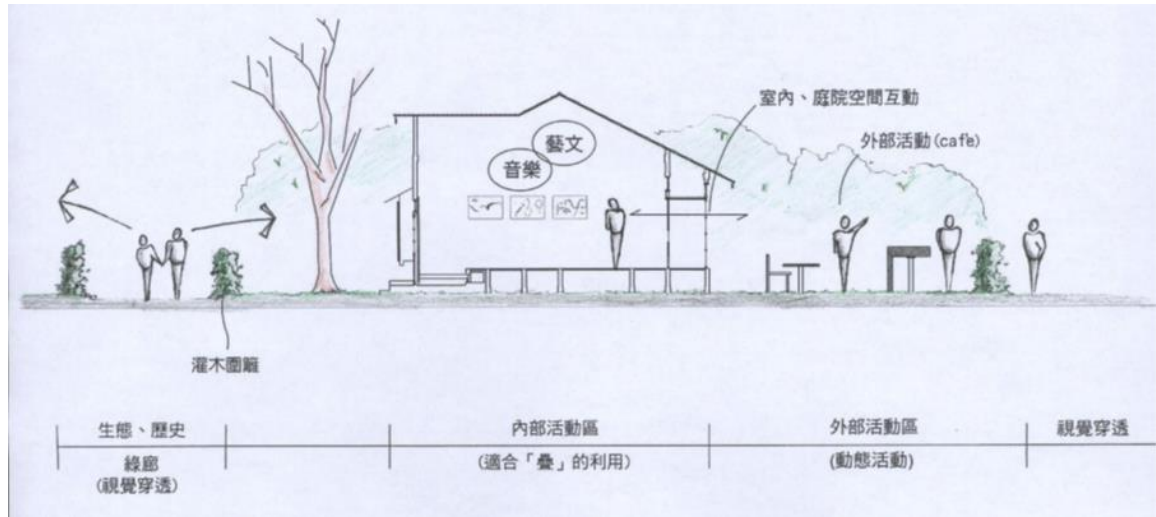 室內、庭院空間互動
藝文
外部活動(cafe)
音樂
灌木圍籬
生態、歷史
內部活動區
外部活動區
視覺穿透
綠廊
(適合「疊」的利用)
(動態活動)
(視覺穿透)